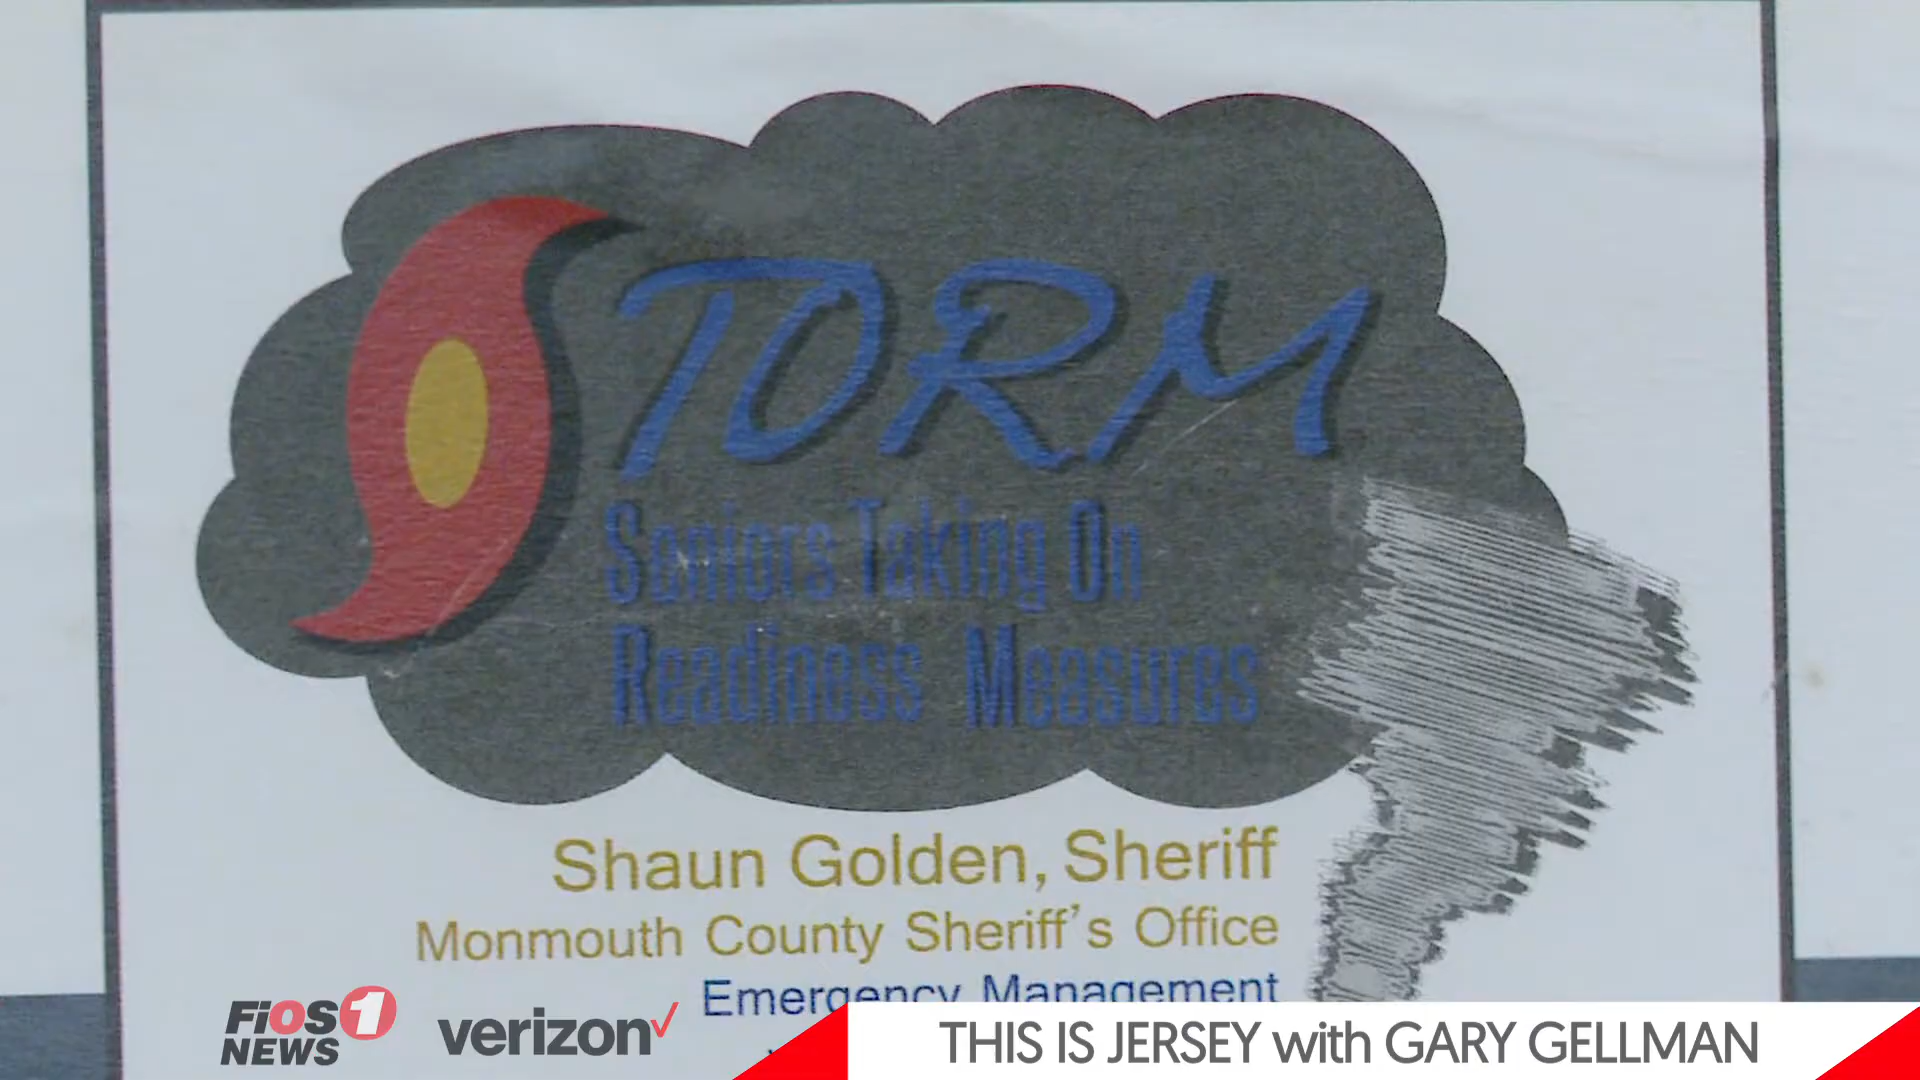 STORM
Seniors Taking On
Readiness Measures
Shaun Golden, Sheriff
Monmouth County Sheriff's Office
Emergency Management
Fios1
NEWS
verizon
THIS IS JERSEY with GARY GELLMAN